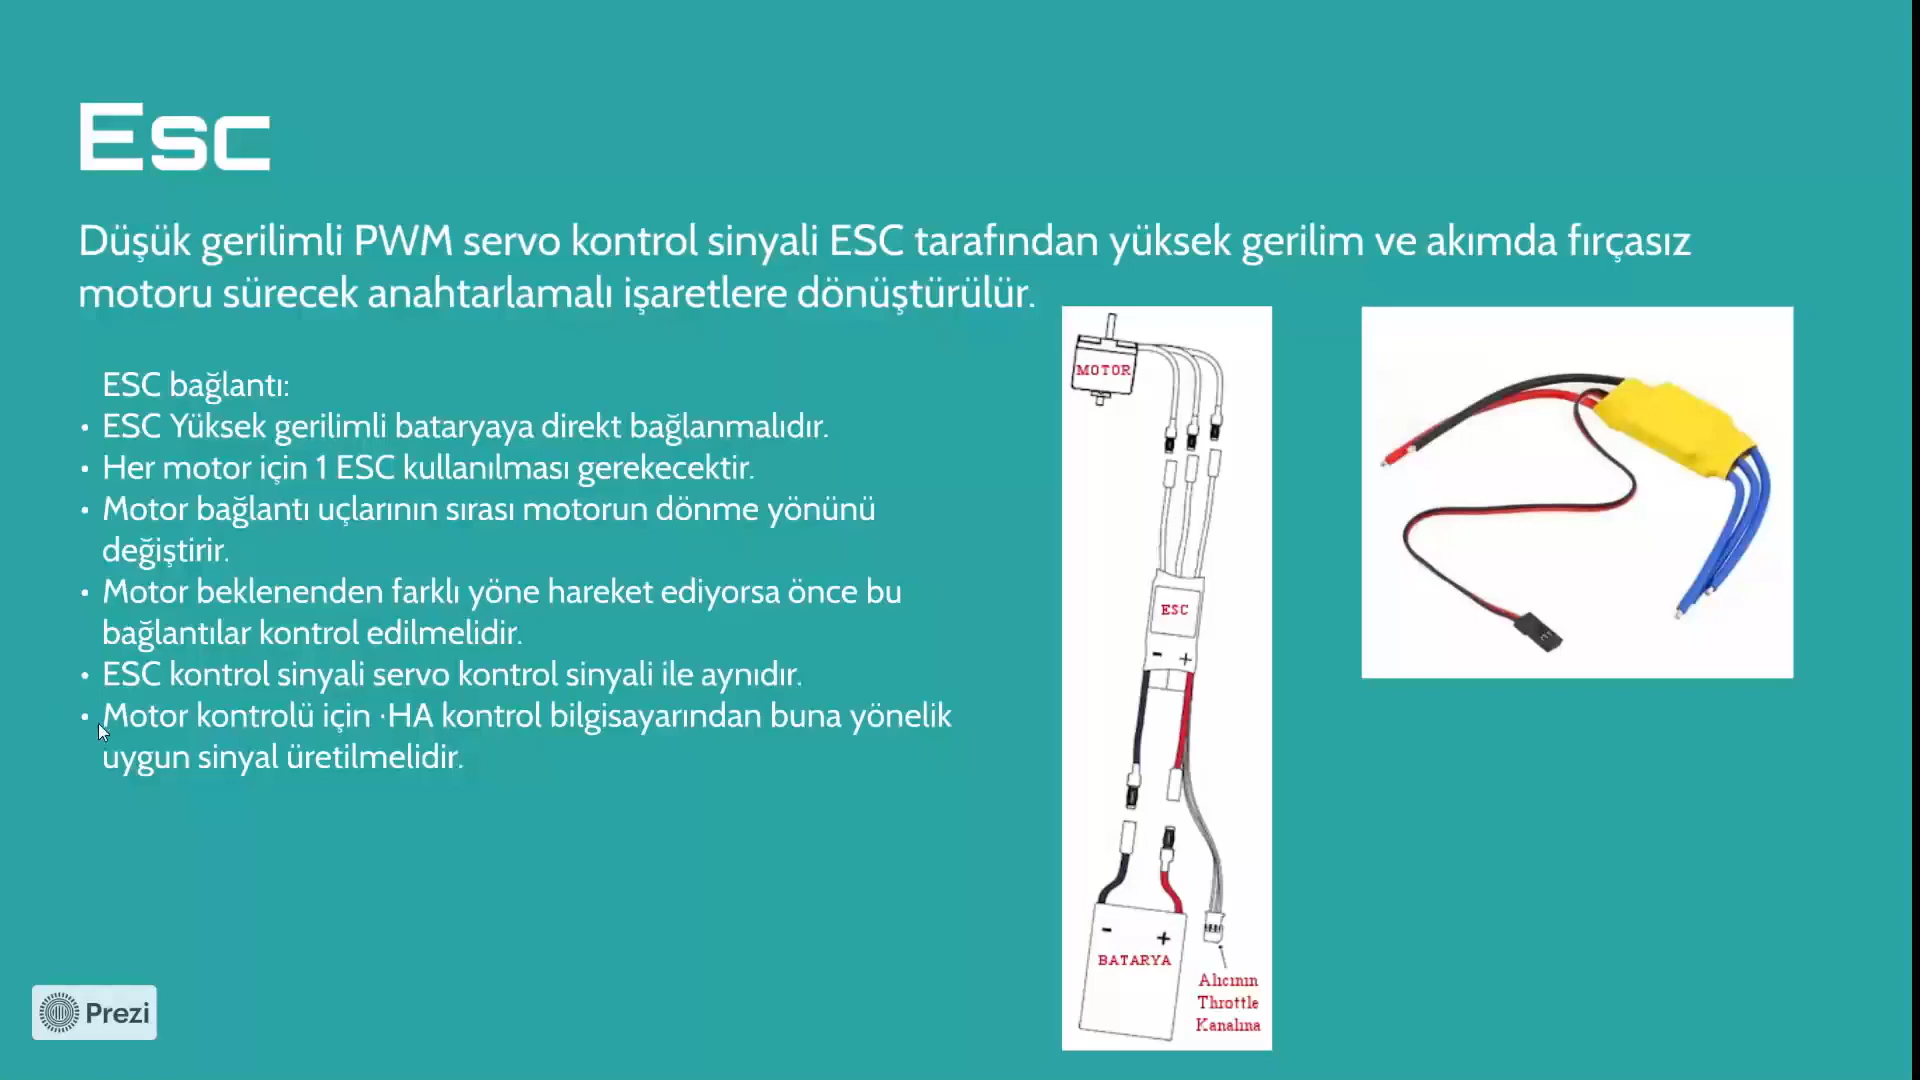 Esc
Düşük gerilimli PWM servo kontrol sinyali ESC tarafından yüksek gerilim ve akımda fırçasız
motoru sürecek anahtarlamalı işaretlere dönüştürülür.
ESC bağlantı:
• ESC Yüksek gerilimli bataryaya direkt bağlanmalıdır.
• Her motor için 1 ESC kullanılması gerekecektir.
• Motor bağlantı uçlarının sırası motorun dönme yönünü
değiştirir.
• Motor beklenenden farklı yöne hareket ediyorsa önce bu
bağlantılar kontrol edilmelidir.
• ESC kontrol sinyali servo kontrol sinyali ile aynıdır.
• Motor kontrolü için ·HA kontrol bilgisayarından buna yönelik
uygun sinyal üretilmelidir.
MOTOR
ESC
- +
- +
BATARYA
Alıcının
Throttle
Kanalına
Prezi